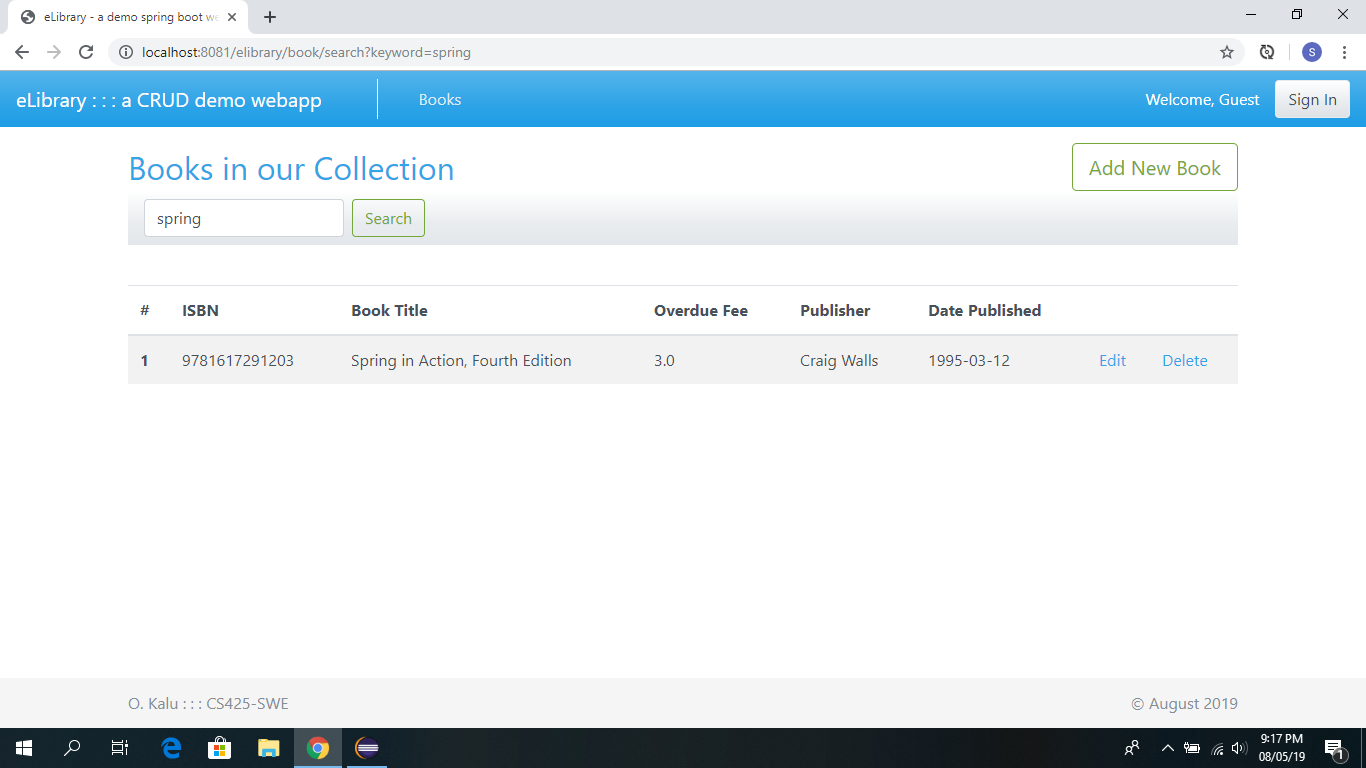 eLibrary - a demo spring boot we
localhost:8081/elibrary/book/search?keyword=spring
S
eLibrary : : : a CRUD demo webapp
Books
Welcome, Guest
Sign In
Books in our Collection
Add New Book
spring
Search
# ISBN Book Title Overdue Fee Publisher Date Published
1 9781617291203 Spring in Action, Fourth Edition 3.0 Craig Walls 1995-03-12 Edit Delete
O. Kalu : : : CS425-SWE
© August 2019
9:17 PM
08/05/19
1